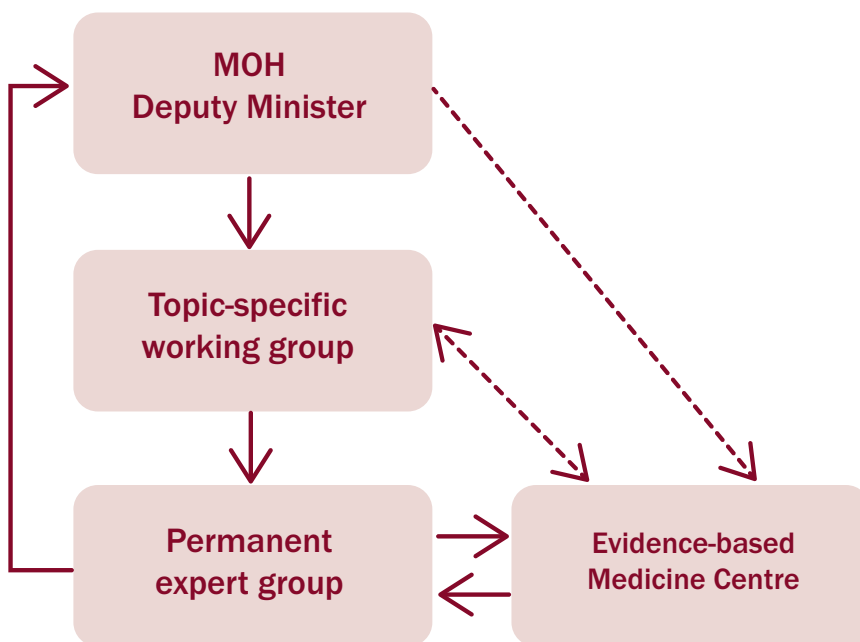 MOH
Deputy Minister
Topic-specific
working group
Permanent
expert group
Evidence-based
Medicine Centre